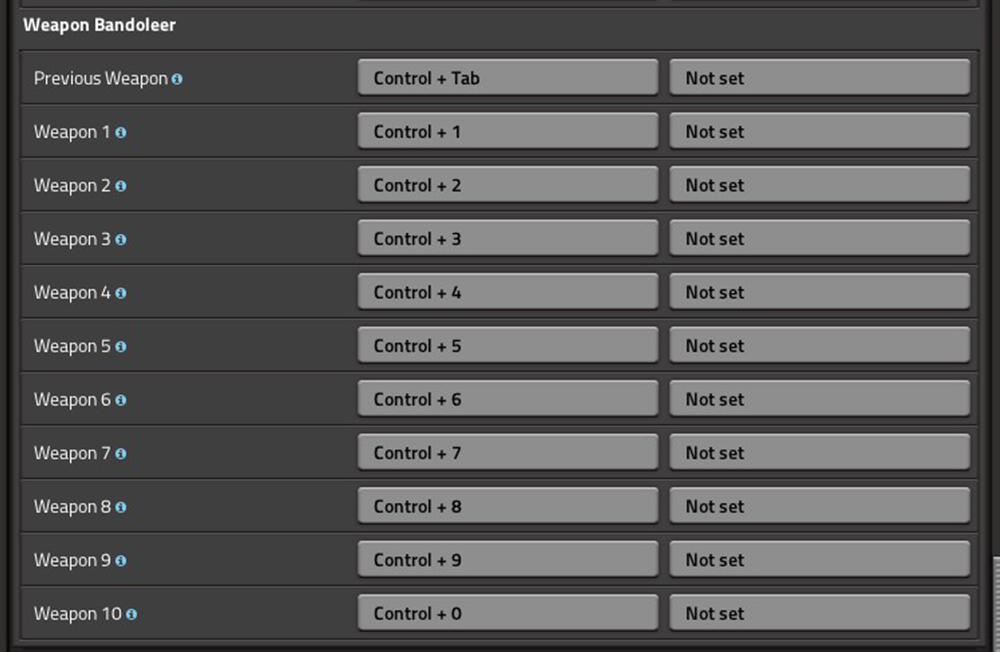 Weapon Bandoleer
Previous Weapon Control + Tab Not set
Weapon 1 Control + 1 Not set
Weapon 2 Control + 2 Not set
Weapon 3 Control + 3 Not set
Weapon 4 Control + 4 Not set
Weapon 5 Control + 5 Not set
Weapon 6 Control + 6 Not set
Weapon 7 Control + 7 Not set
Weapon 8 Control + 8 Not set
Weapon 9 Control + 9 Not set
Weapon 10 Control + 0 Not set